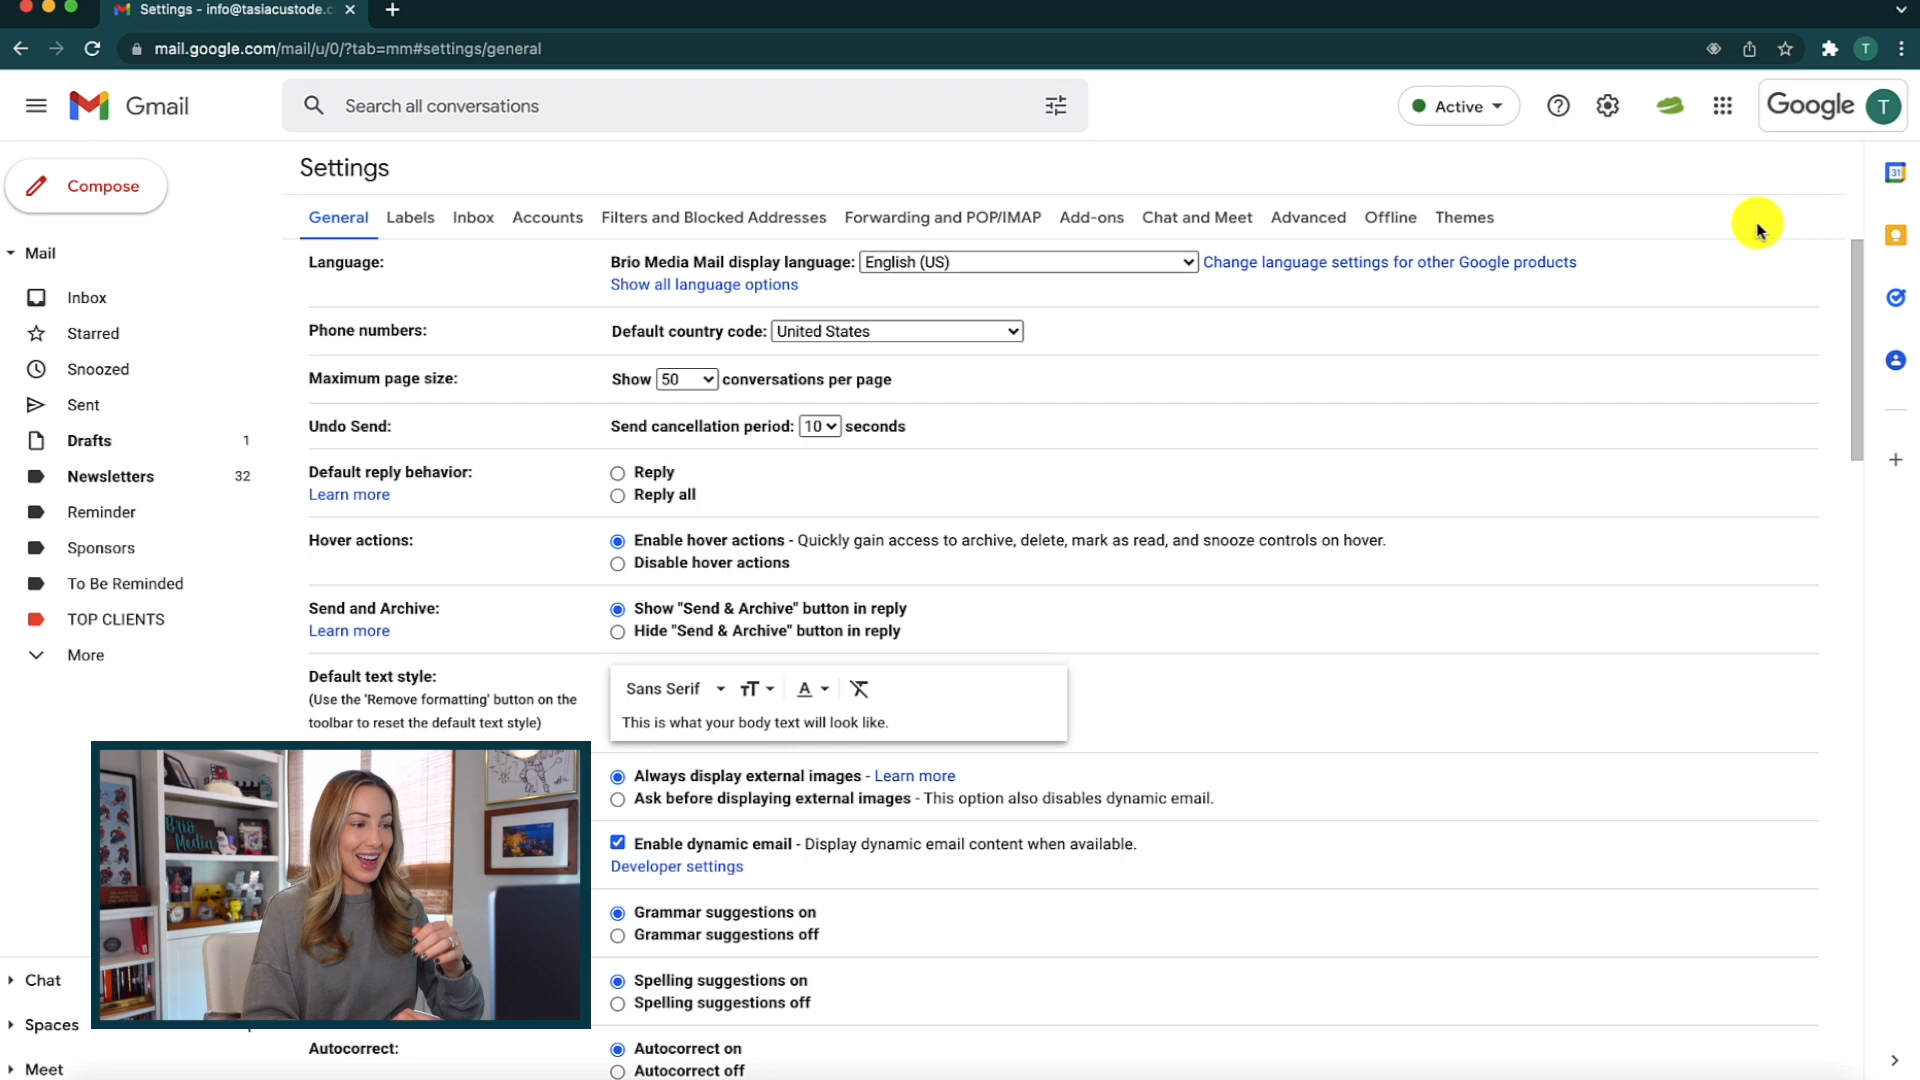 Settings - info@tasiacustode.c
mail.google.com/mail/u/0/?tab=mm#settings/general
T
Gmail
Search all conversations
Active
Google
T
Compose
Settings
General Labels Inbox Accounts Filters and Blocked Addresses Forwarding and POP/IMAP Add-ons Chat and Meet Advanced Offline Themes
31
Mail
Inbox
Starred
Snoozed
Sent
Drafts 1
Newsletters 32
Reminder
Sponsors
To Be Reminded
TOP CLIENTS
More
Chat
Spaces
Meet
Language: Brio Media Mail display language: English (US) Change language settings for other Google products
Show all language options
Phone numbers: Default country code: United States
Maximum page size: Show 50 conversations per page
Undo Send: Send cancellation period: 10 seconds
Default reply behavior: Reply
Learn more Reply all
Hover actions: Enable hover actions - Quickly gain access to archive, delete, mark as read, and snooze controls on hover.
Disable hover actions
Send and Archive: Show "Send & Archive" button in reply
Learn more Hide "Send & Archive" button in reply
Default text style:
(Use the 'Remove formatting' button on the
toolbar to reset the default text style)
Sans Serif
This is what your body text will look like.
Always display external images - Learn more
Ask before displaying external images - This option also disables dynamic email.
Enable dynamic email - Display dynamic email content when available.
Developer settings
Grammar suggestions on
Grammar suggestions off
Spelling suggestions on
Spelling suggestions off
Autocorrect: Autocorrect on
Autocorrect off
Brio
Media